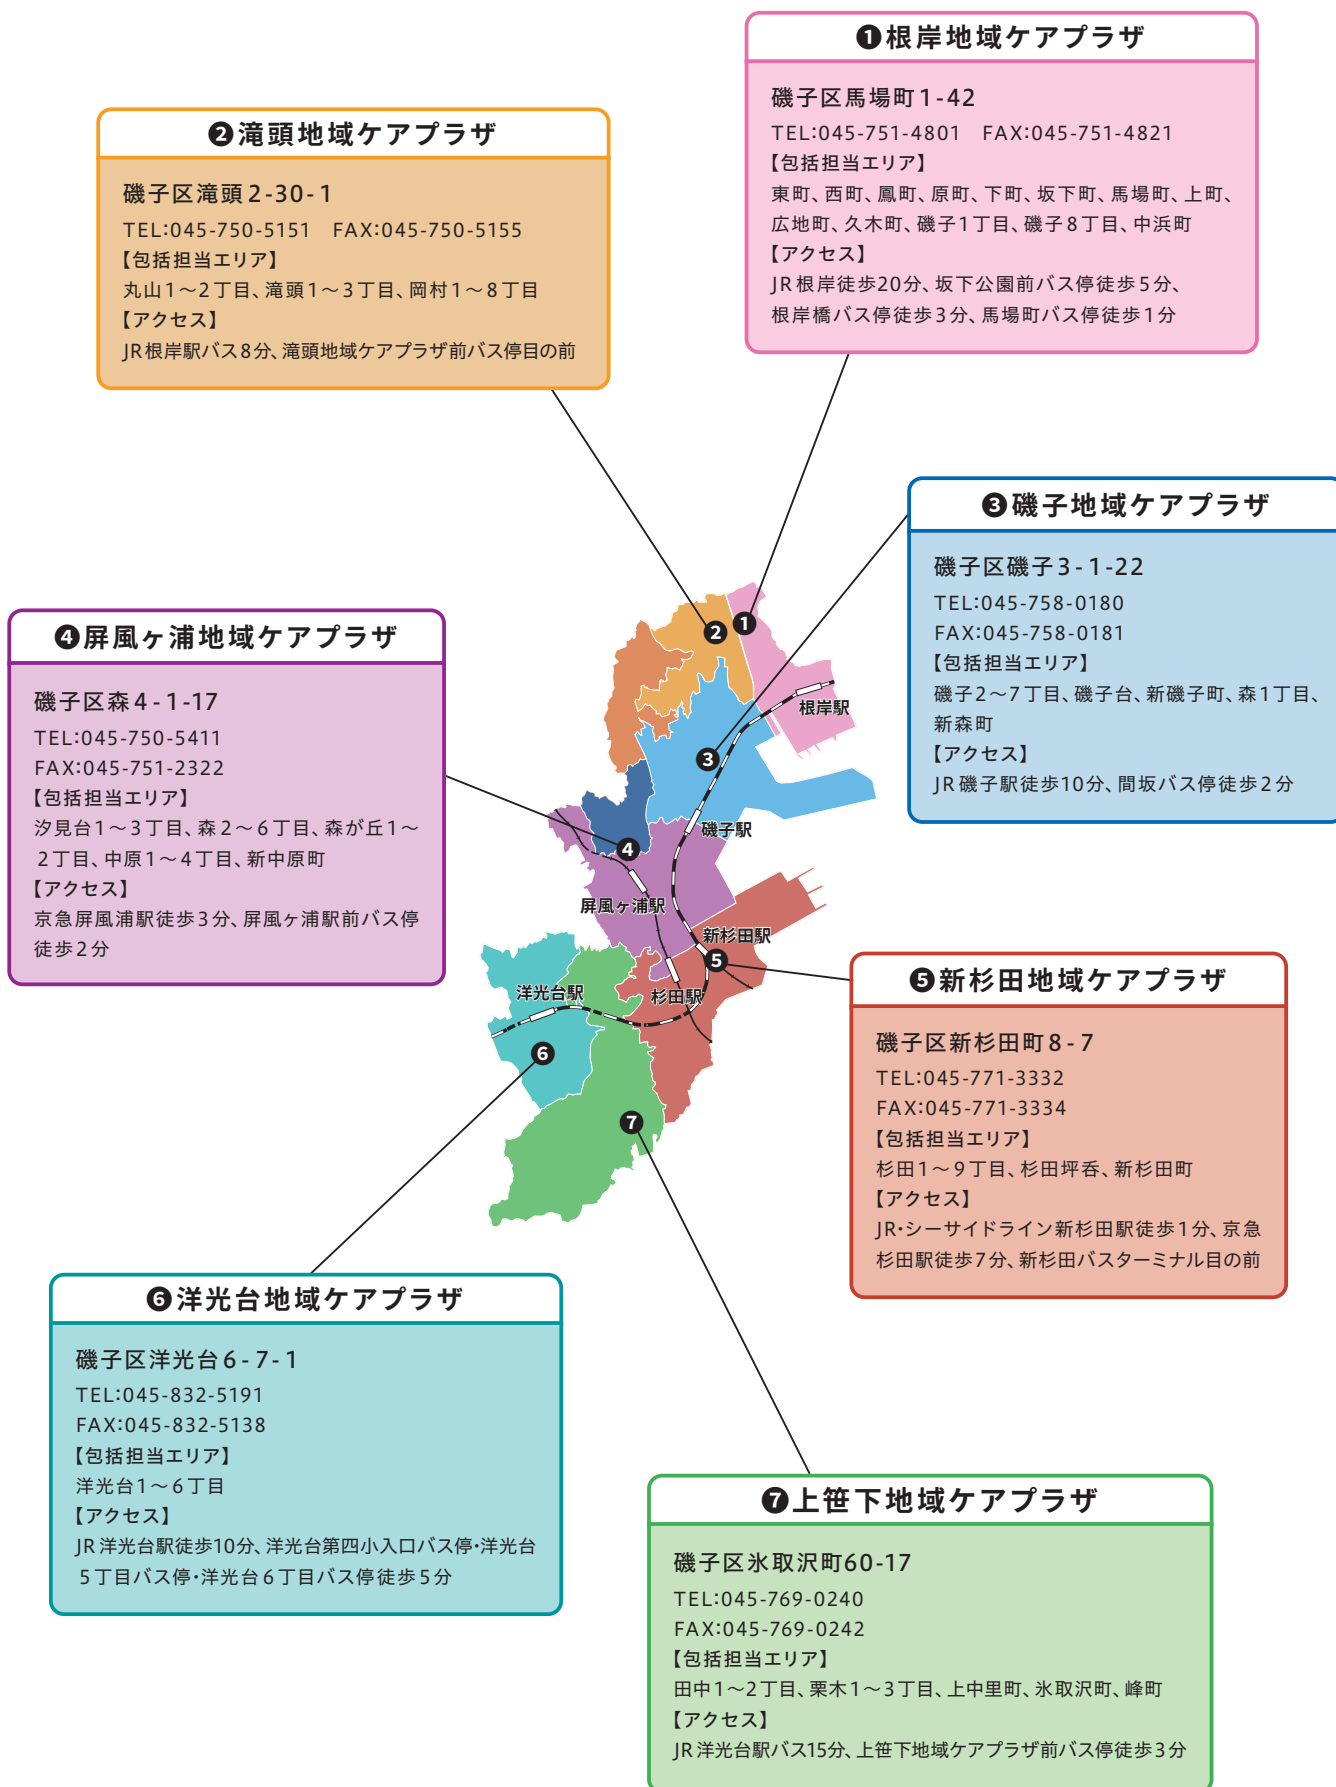 ❶根岸地域ケアプラザ
磯子区馬場町1-42
TEL:045-751-4801　FAX:045-751-4821
【包括担当エリア】
東町、西町、鳳町、原町、下町、坂下町、馬場町、上町、
広地町、久木町、磯子1丁目、磯子8丁目、中浜町
【アクセス】
JR根岸徒歩20分、坂下公園前バス停徒歩5分、
根岸橋バス停徒歩3分、馬場町バス停徒歩1分
❷滝頭地域ケアプラザ
磯子区滝頭2-30-1
TEL:045-750-5151　FAX:045-750-5155
【包括担当エリア】
丸山1～2丁目、滝頭1～3丁目、岡村1～8丁目
【アクセス】
JR根岸駅バス8分、滝頭地域ケアプラザ前バス停目の前
❸磯子地域ケアプラザ
磯子区磯子3-1-22
TEL:045-758-0180
FAX:045-758-0181
【包括担当エリア】
磯子2～7丁目、磯子台、新磯子町、森1丁目、
新森町
【アクセス】
JR磯子駅徒歩10分、間坂バス停徒歩2分
❹屏風ヶ浦地域ケアプラザ
磯子区森4-1-17
TEL:045-750-5411
FAX:045-751-2322
【包括担当エリア】
汐見台1～3丁目、森2～6丁目、森が丘1～
2丁目、中原1～4丁目、新中原町
【アクセス】
京急屏風浦駅徒歩3分、屏風ヶ浦駅前バス停
徒歩2分
❶
❷
根岸駅
❸
磯子駅
❹
屏風ヶ浦駅
新杉田駅
❺
洋光台駅
杉田駅
❻
❼
❺新杉田地域ケアプラザ
磯子区新杉田町8-7
TEL:045-771-3332
FAX:045-771-3334
【包括担当エリア】
杉田1～9丁目、杉田坪呑、新杉田町
【アクセス】
JR・シーサイドライン新杉田駅徒歩1分、京急
杉田駅徒歩7分、新杉田バスターミナル目の前
❻洋光台地域ケアプラザ
磯子区洋光台6-7-1
TEL:045-832-5191
FAX:045-832-5138
【包括担当エリア】
洋光台1～6丁目
【アクセス】
JR洋光台駅徒歩10分、洋光台第四小入口バス停・洋光台
5丁目バス停・洋光台6丁目バス停徒歩5分
❼上笹下地域ケアプラザ
磯子区氷取沢町60-17
TEL:045-769-0240
FAX:045-769-0242
【包括担当エリア】
田中1～2丁目、栗木1～3丁目、上中里町、氷取沢町、峰町
【アクセス】
JR洋光台駅バス15分、上笹下地域ケアプラザ前バス停徒歩3分